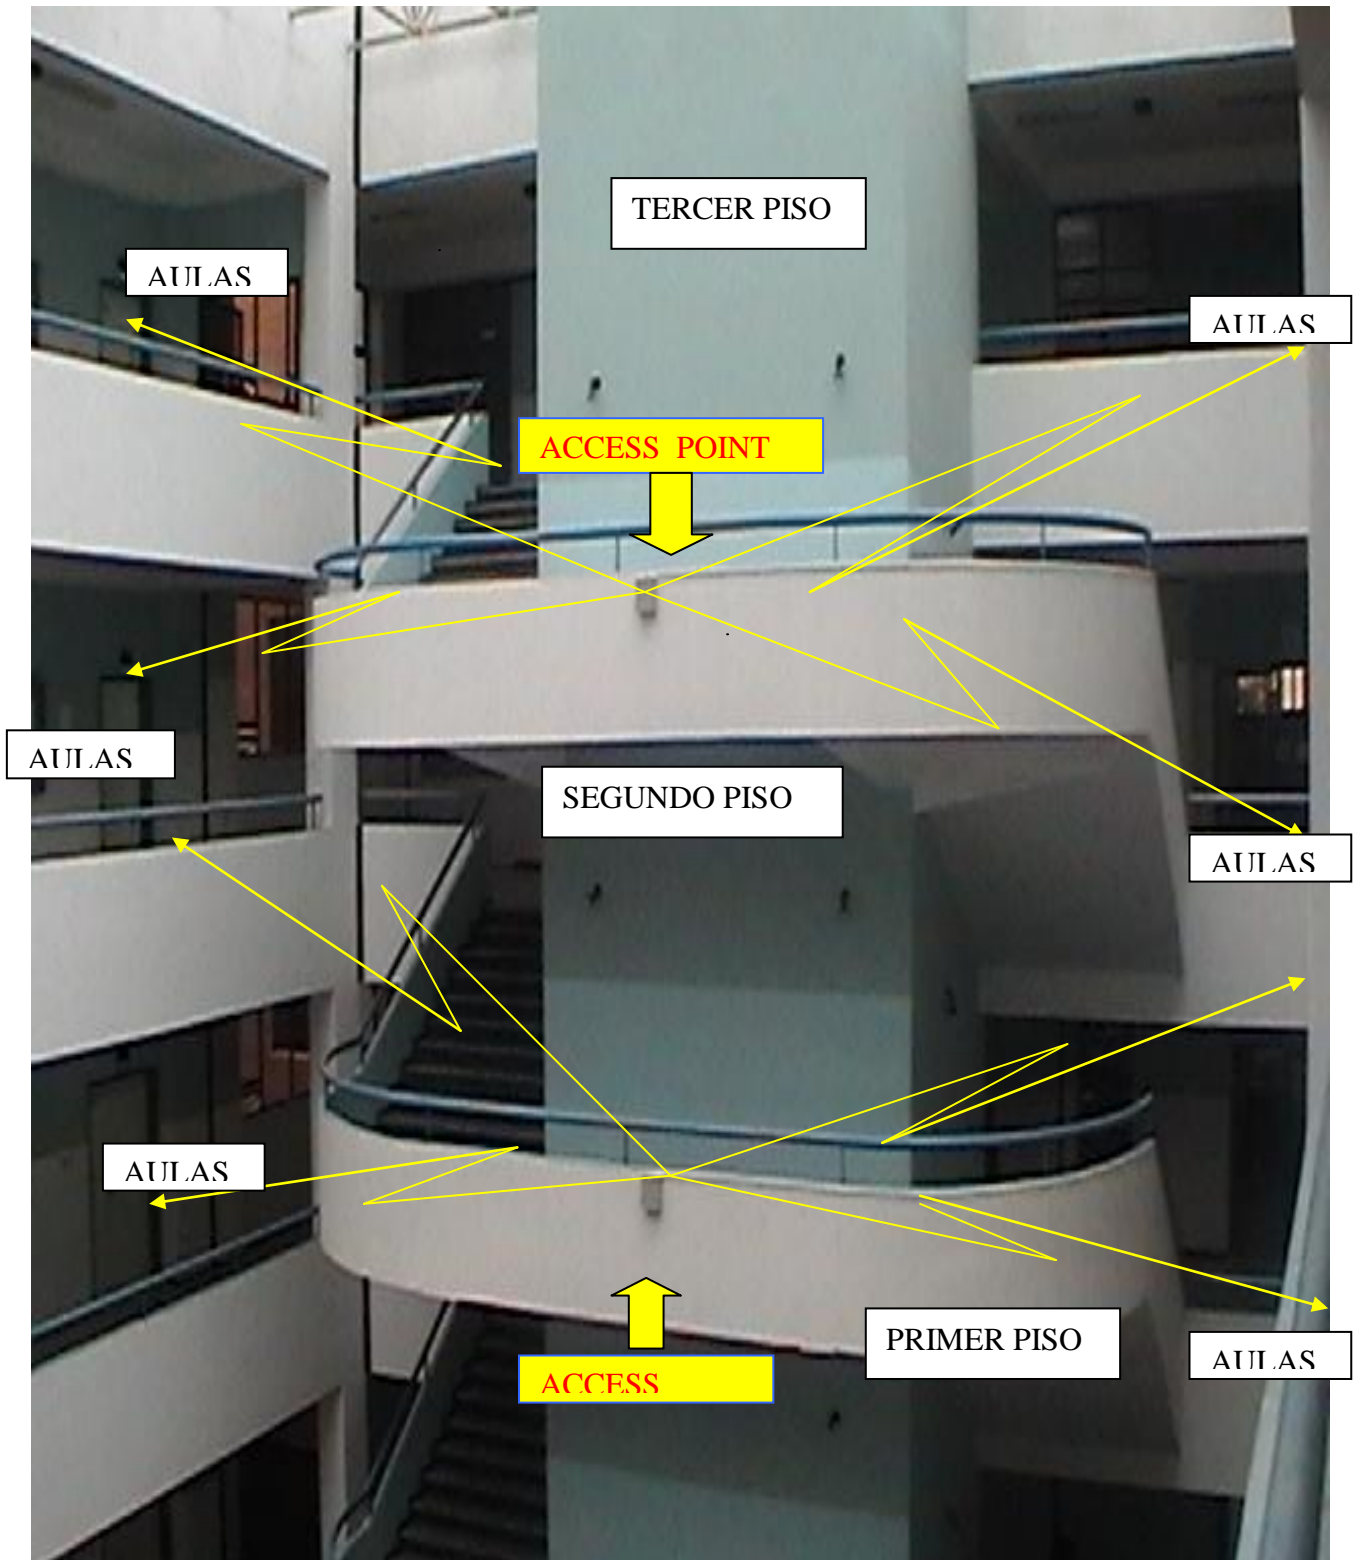 TERCER PISO
AULAS
AULAS
ACCESS POINT
AULAS
SEGUNDO PISO
AULAS
AULAS
PRIMER PISO
AULAS
ACCESS